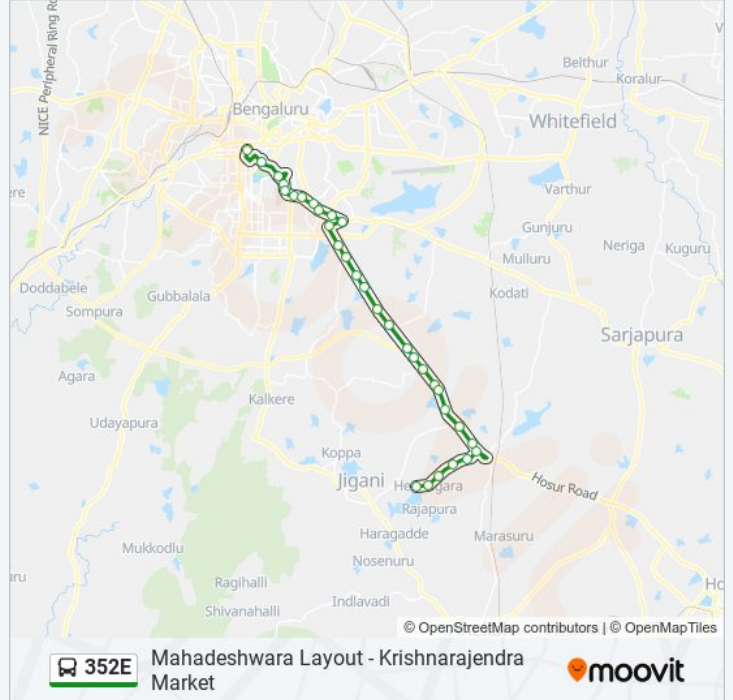 NICE Peripheral Ring Ro
Belthur
Koralur
Bengaluru
Whitefield
ere
Varthur
Gunjuru
Neriga
Kuguru
Mulluru
Doddabele
Gubbalala
Kodati
Sompura
Sarjapura
Agara
Kalkere
Udayapura
Koppa
Jigani
Hosur Road
Rajapura
Haragadde
Marasuru
Mukkodlu
Nosenuru
Ragihalli
Indlavadi
Shivanahalli
© OpenStreetMap contributors | © OpenMapTiles
352E
Mahadeshwara Layout - Krishnarajendra
Market
moovit